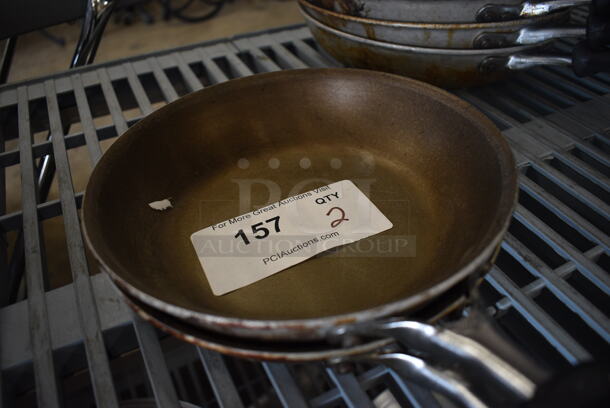 For More Great Auctions Visit
157
QTY
2
PCIAuctions.com
PCI
AUCTION GROUP